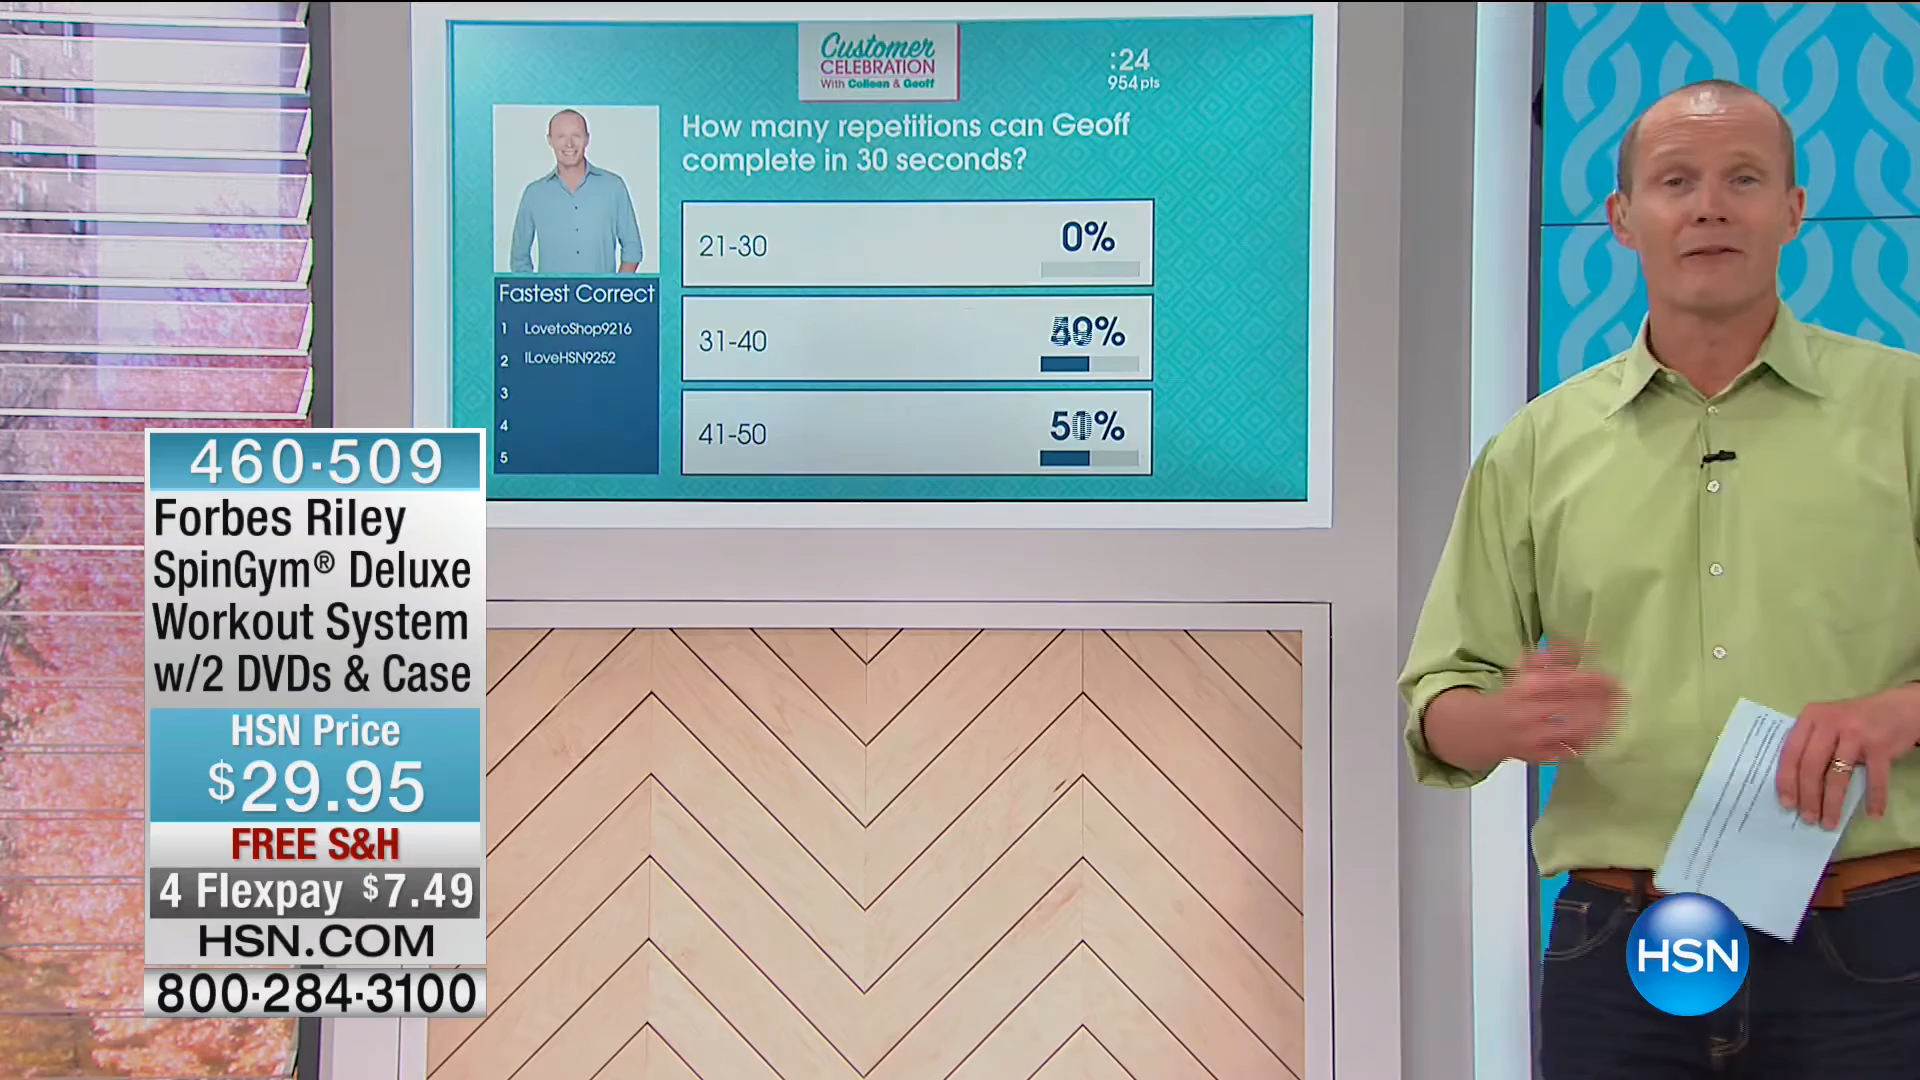 Customer
CELEBRATION
With Colleen & Geoff
:24
954 pts
How many repetitions can Geoff
complete in 30 seconds?
21-30
0%
31-40
41-50
Fastest Correct
1 LovetoShop9216
2 ILoveHSN9252
3
4
5
460·509
Forbes Riley
SpinGym® Deluxe
Workout System
w/2 DVDs & Case
HSN Price
$29.95
FREE S&H
4 Flexpay $7.49
HSN.COM
800·284·3100
HSN